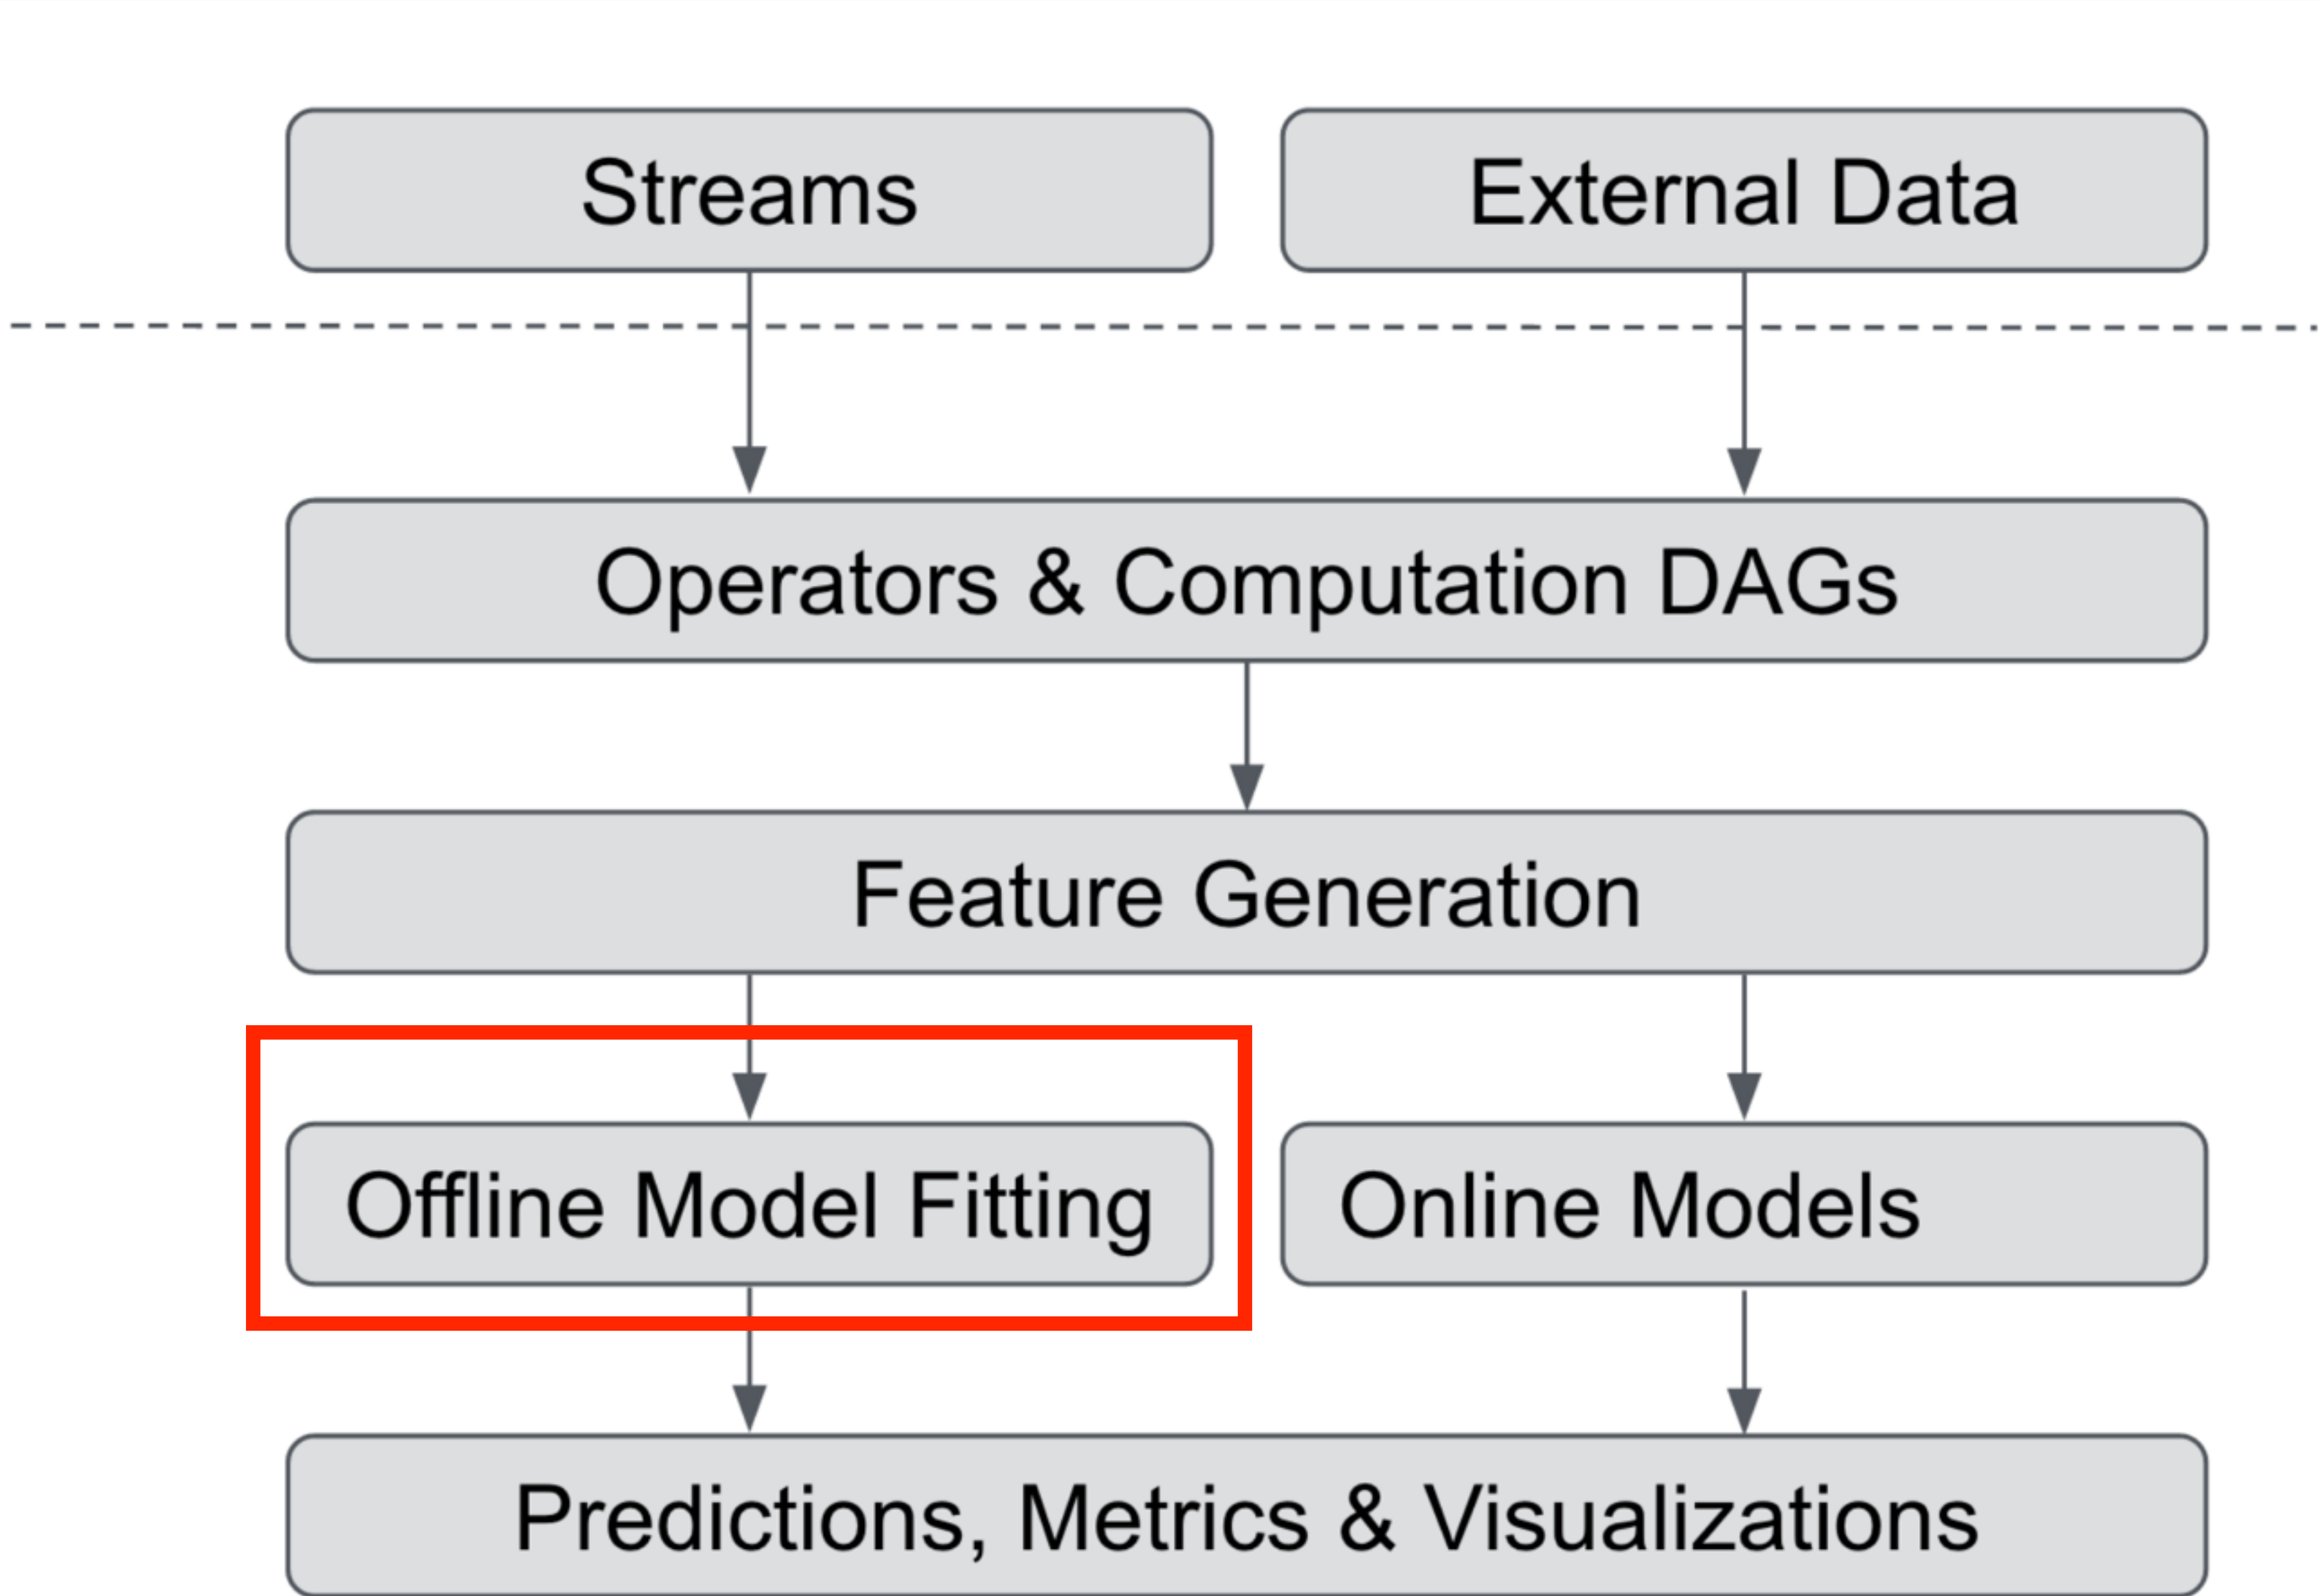 Streams
External Data
Operators & Computation DAGs
Feature Generation
Offline Model Fitting
Online Models
Predictions, Metrics & Visualizations